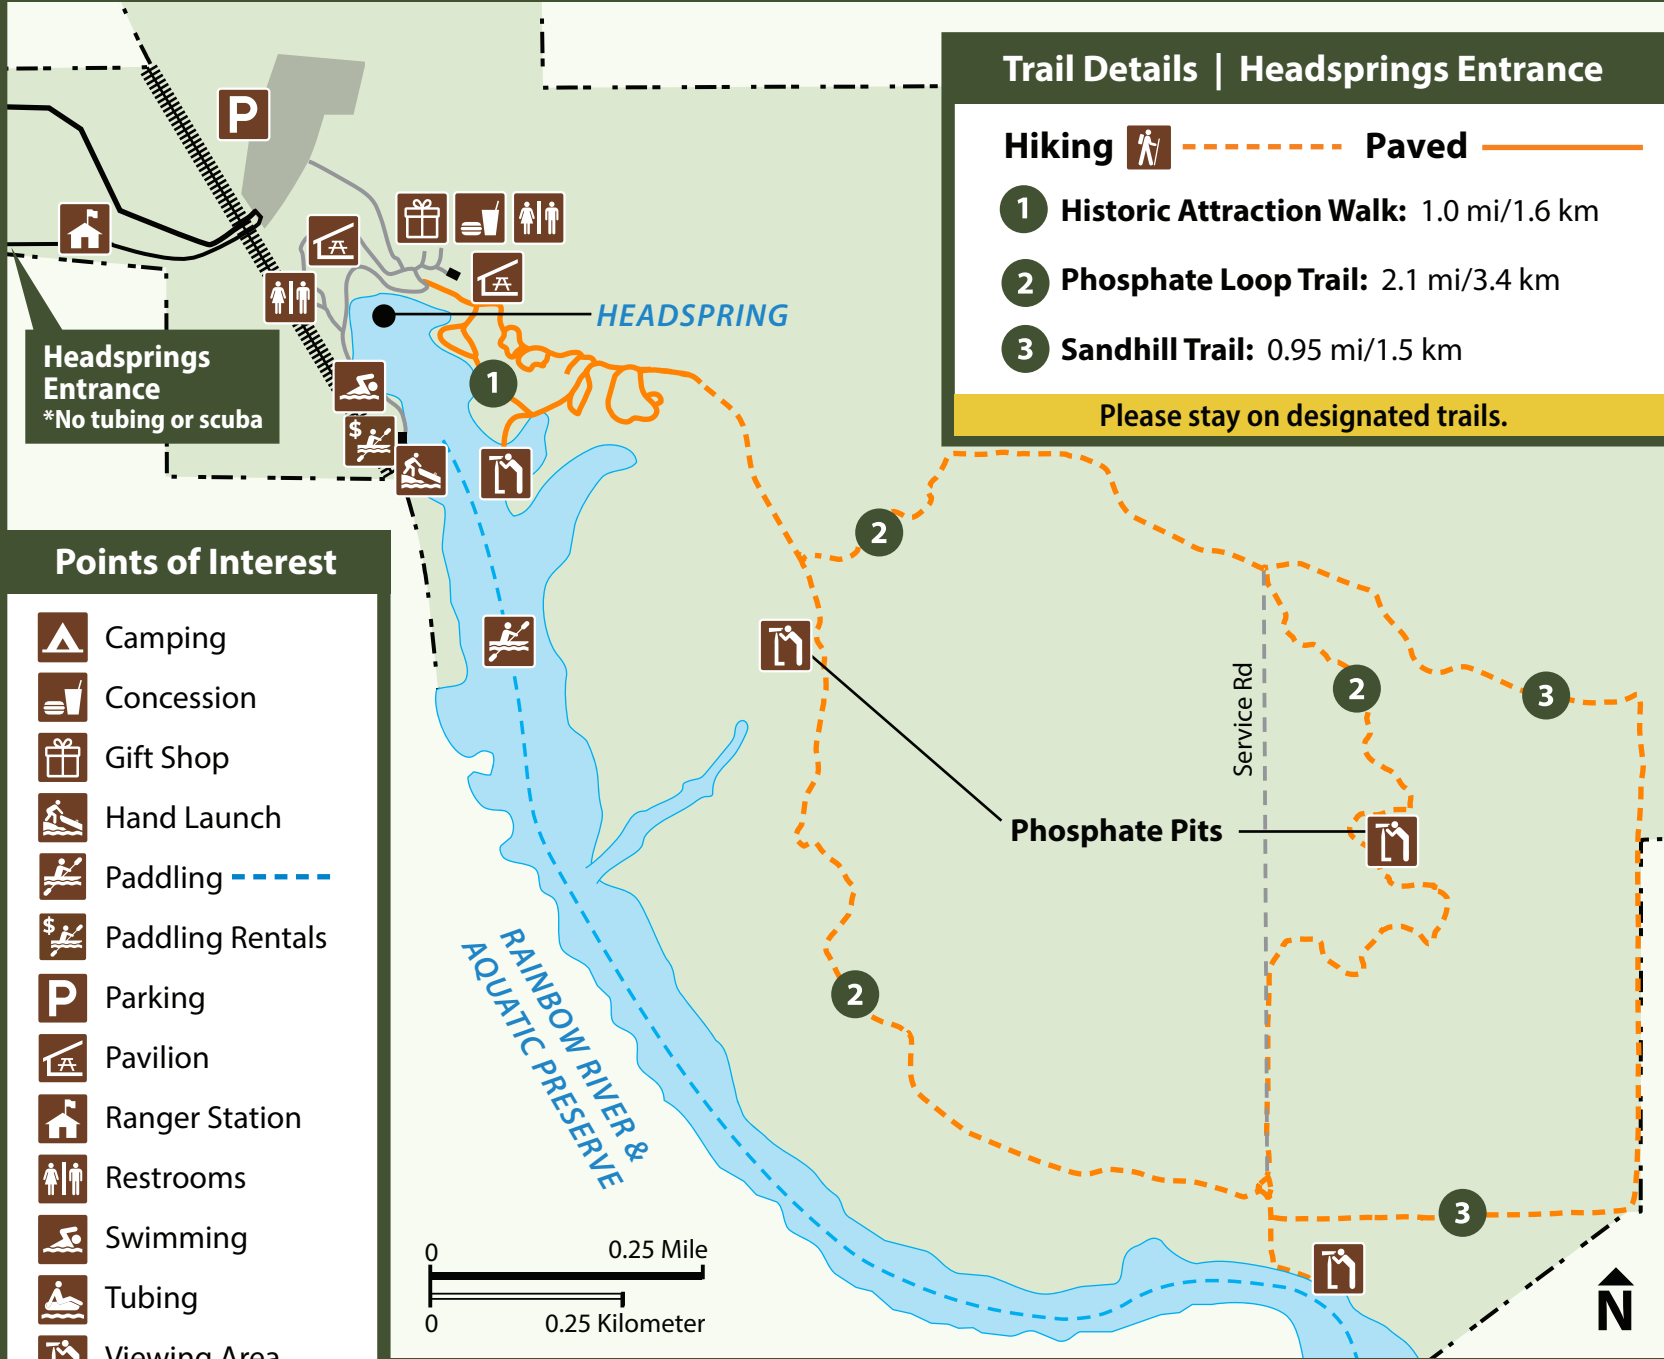 Trail Details | Headsprings Entrance
Hiking
Paved
1 Historic Attraction Walk: 1.0 mi/1.6 km
2 Phosphate Loop Trail: 2.1 mi/3.4 km
3 Sandhill Trail: 0.95 mi/1.5 km
Please stay on designated trails.
P
HEADSPRING
Headsprings
Entrance
*No tubing or scuba
1
$
2
2
3
Service Rd
Phosphate Pits
2
3
RAINBOW RIVER &
AQUATIC PRESERVE
Points of Interest
Camping
Concession
Gift Shop
Hand Launch
Paddling
$ Paddling Rentals
P Parking
Pavilion
Ranger Station
Restrooms
Swimming
Tubing
Viewing Area
0 0.25 Mile
0 0.25 Kilometer
N